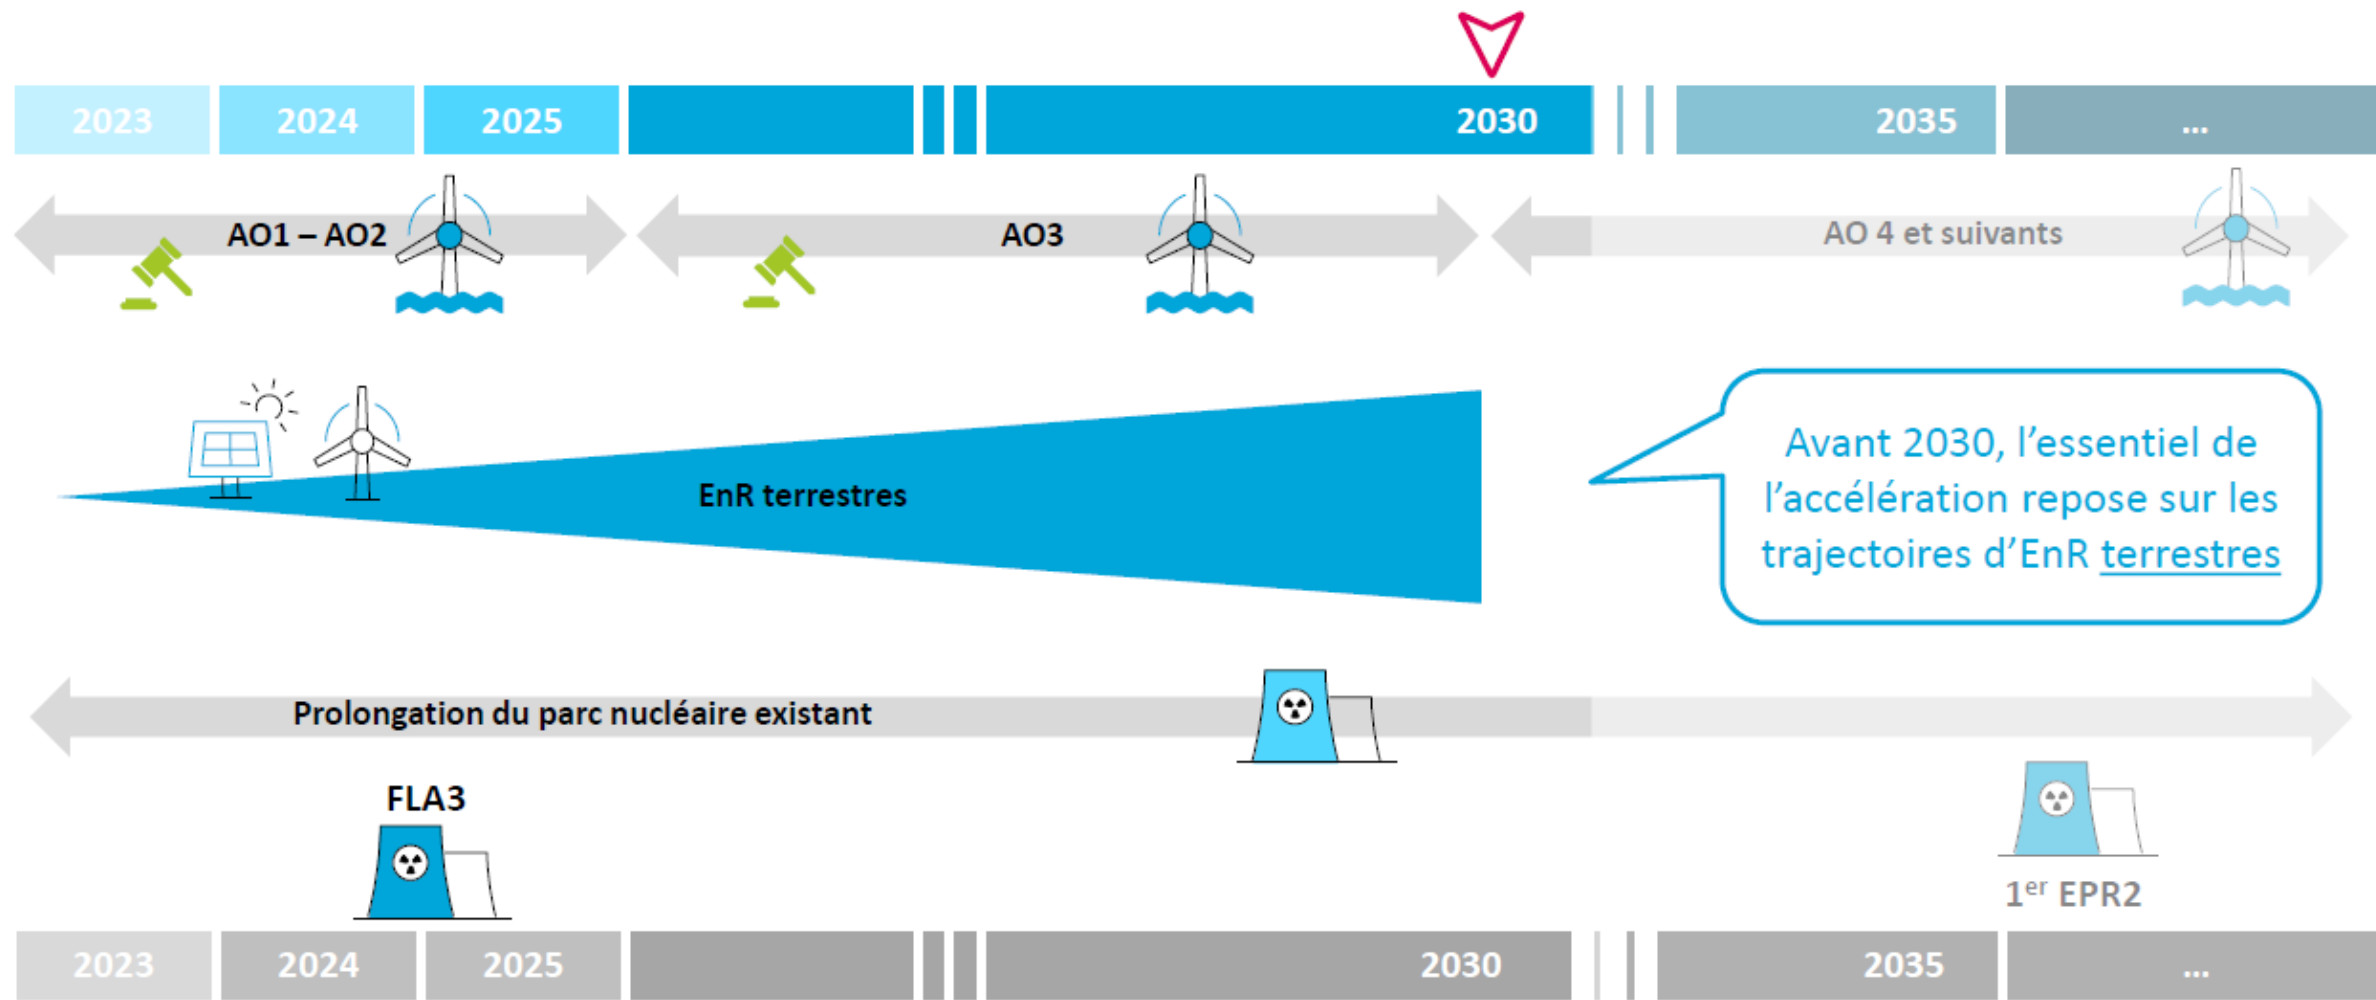 2023 2024 2025 2030 2035 ...
AO1 – AO2 AO3 AO 4 et suivants
EnR terrestres
Avant 2030, l'essentiel de
l'accélération repose sur les
trajectoires d'EnR terrestres
Prolongation du parc nucléaire existant
FLA3
1er EPR2
2023 2024 2025 2030 2035 ...